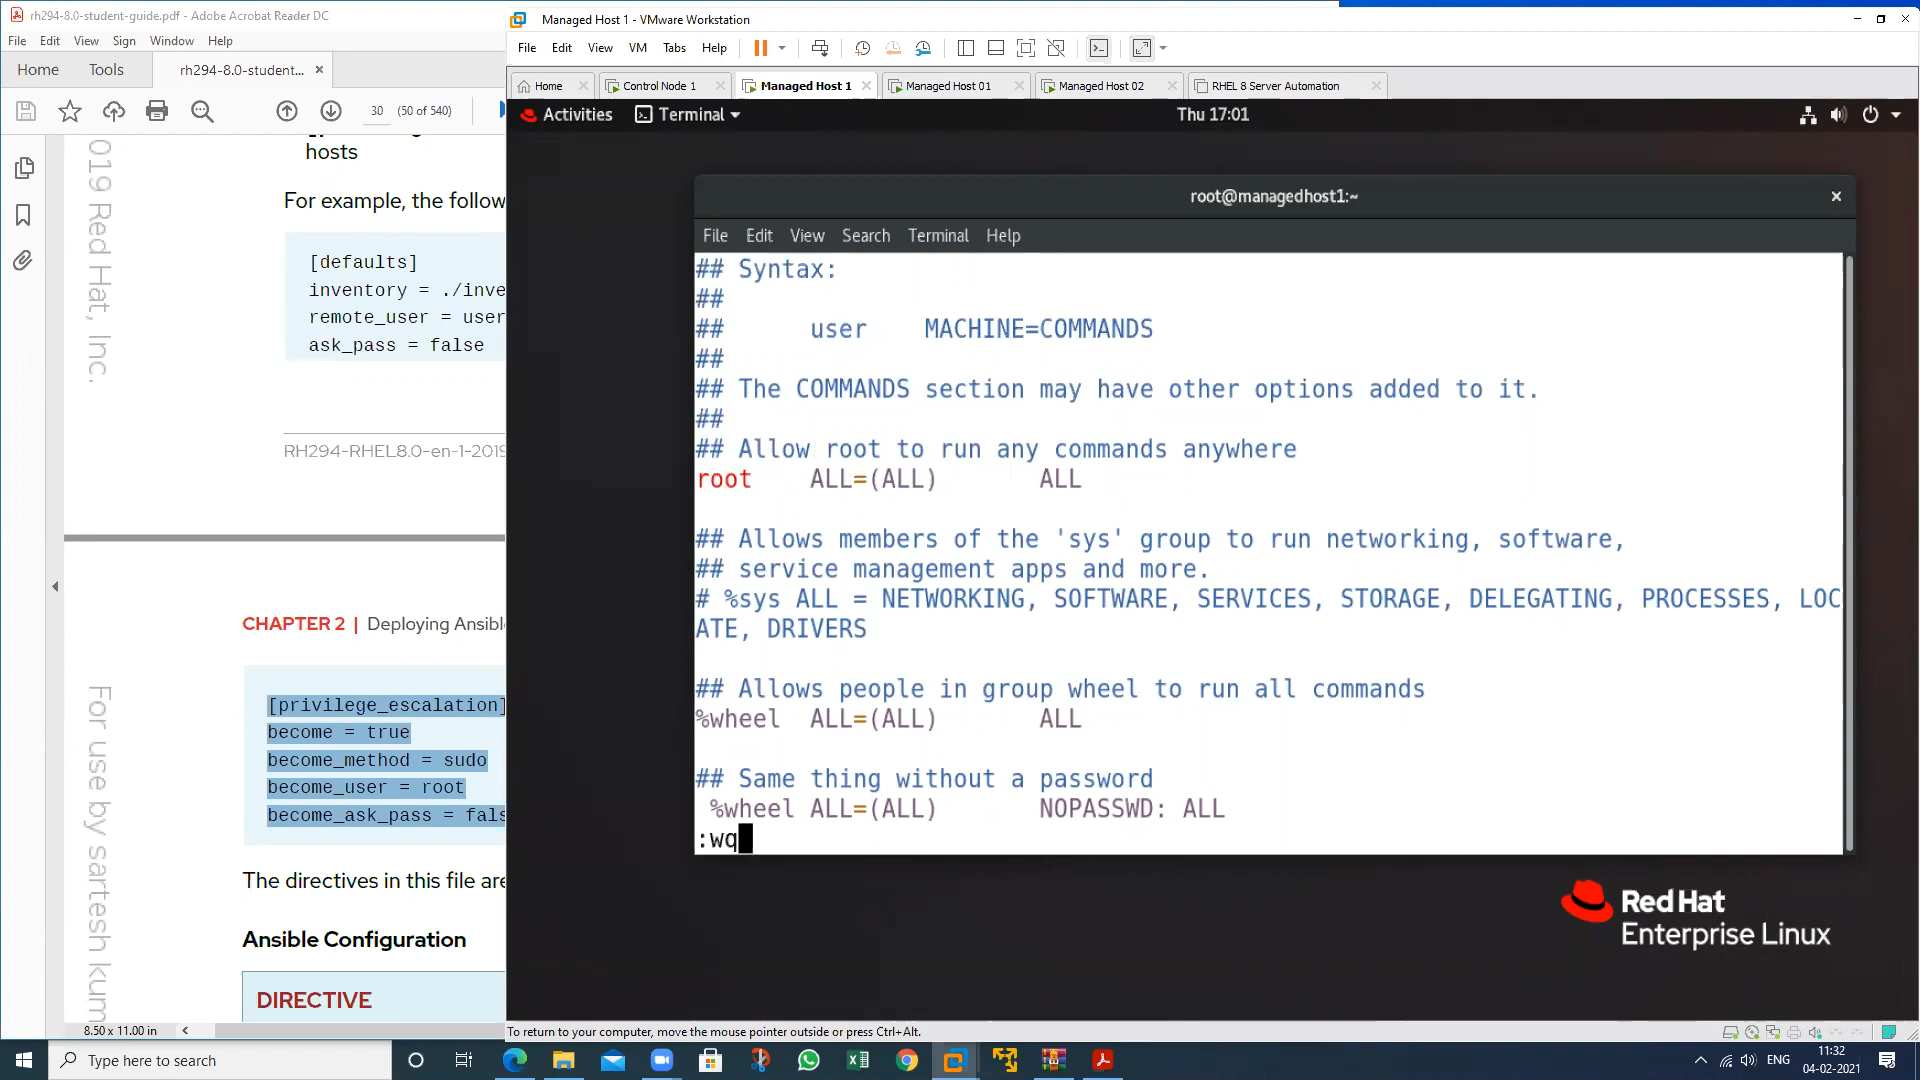 rh294-8.0-student-guide.pdf - Adobe Acrobat Reader DC
File Edit View Sign Window Help
Home Tools rh294-8.0-student... ×
30 (50 of 540)
019 Red Hat, Inc.
hosts
For example, the follow
[defaults]
inventory = ./inve
remote_user = user
ask_pass = false
RH294-RHEL8.0-en-1-2019
CHAPTER 2 | Deploying Ansibl
For use by sartesh kum
[privilege_escalation]
become = true
become_method = sudo
become_user = root
become_ask_pass = fals
The directives in this file are
Ansible Configuration
DIRECTIVE
8.50 x 11.00 in
Managed Host 1 - VMware Workstation
File Edit View VM Tabs Help
Home Control Node 1 Managed Host 1 Managed Host 01 Managed Host 02 RHEL 8 Server Automation
Activities Terminal Thu 17:01
root@managedhost1:~
File Edit View Search Terminal Help
## Syntax:
##
## user MACHINE=COMMANDS
##
## The COMMANDS section may have other options added to it.
##
## Allow root to run any commands anywhere
root ALL=(ALL) ALL
## Allows members of the 'sys' group to run networking, software,
## service management apps and more.
# %sys ALL = NETWORKING, SOFTWARE, SERVICES, STORAGE, DELEGATING, PROCESSES, LOC
ATE, DRIVERS
## Allows people in group wheel to run all commands
%wheel ALL=(ALL) ALL
## Same thing without a password
%wheel ALL=(ALL) NOPASSWD: ALL
:wq
Red Hat
Enterprise Linux
To return to your computer, move the mouse pointer outside or press Ctrl+Alt.
Type here to search
ENG
11:32
04-02-2021